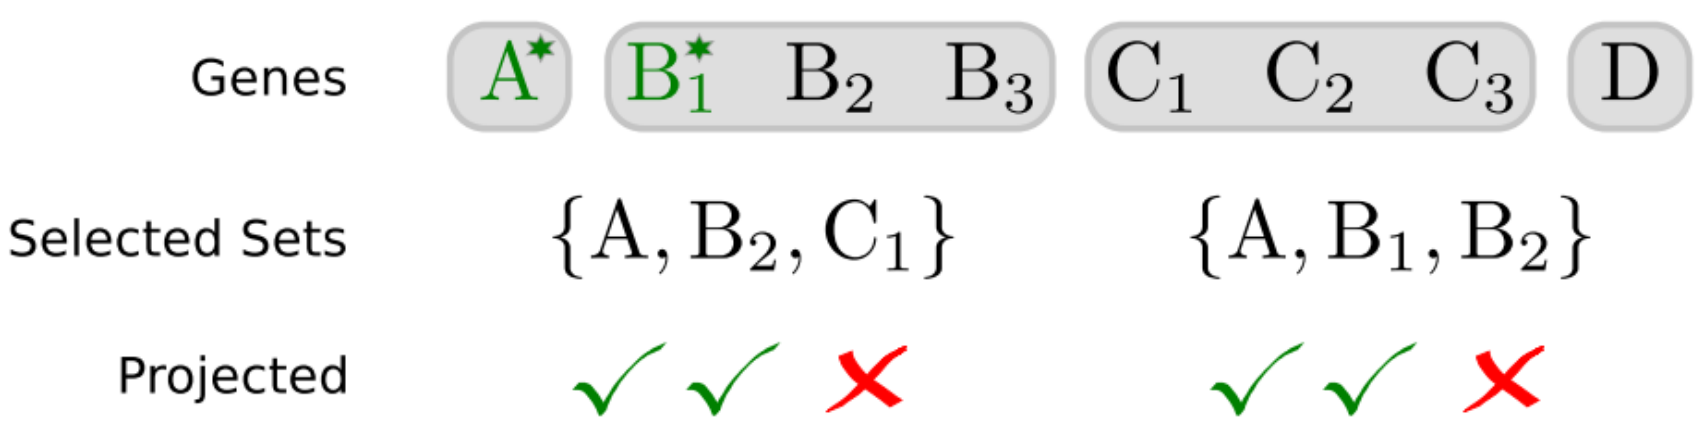 Genes A* B₁* B₂ B₃ C₁ C₂ C₃ D
Selected Sets {A, B₂, C₁} {A, B₁, B₂}
Projected ✓ ✓ ✗ ✓ ✓ ✗